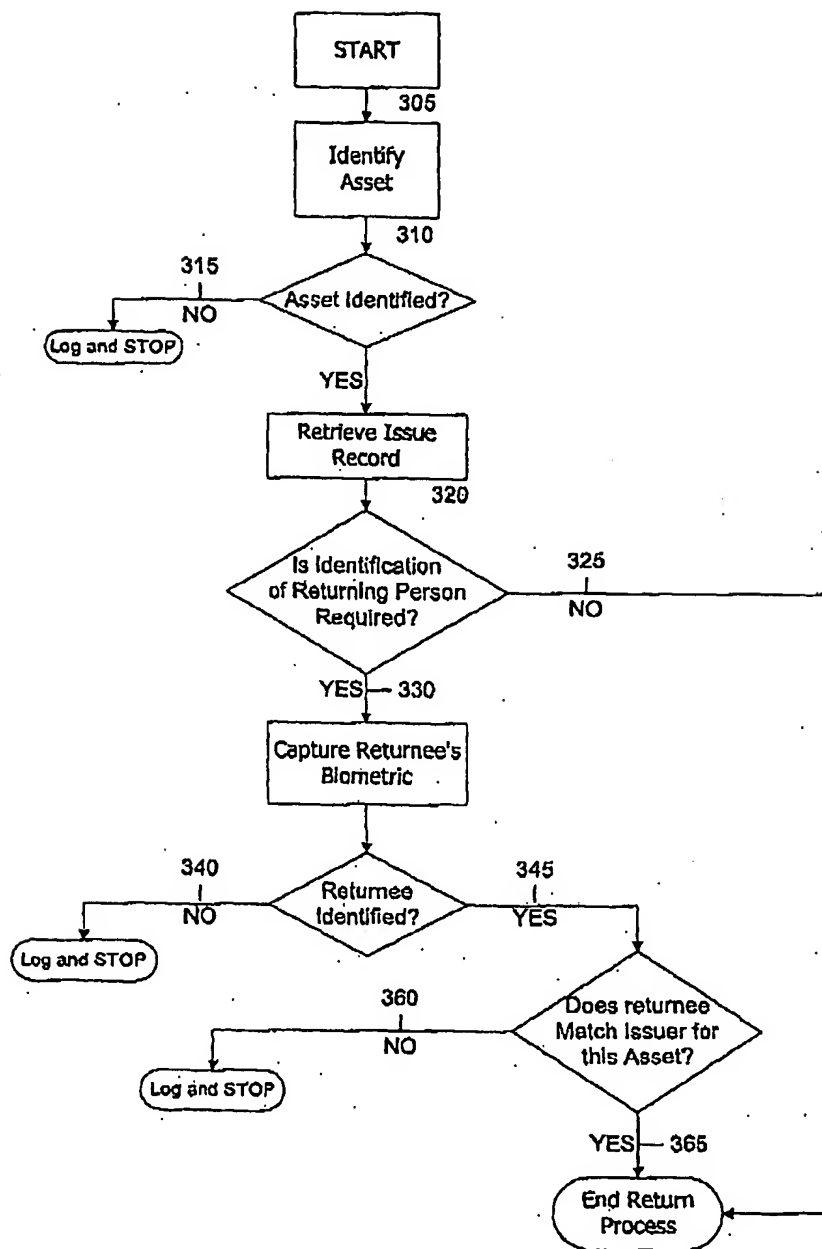 START
305
Identify
Asset
310
315
Asset Identified?
NO
Log and STOP
YES
Retrieve Issue
Record
320
Is Identification
of Returning Person
Required?
325
NO
YES 330
Capture Returnee's
Biometric
340
NO
Returnee
Identified?
345
YES
Log and STOP
360
NO
Does returnee
Match Issuer for
this Asset?
Log and STOP
YES 365
End Return
Process